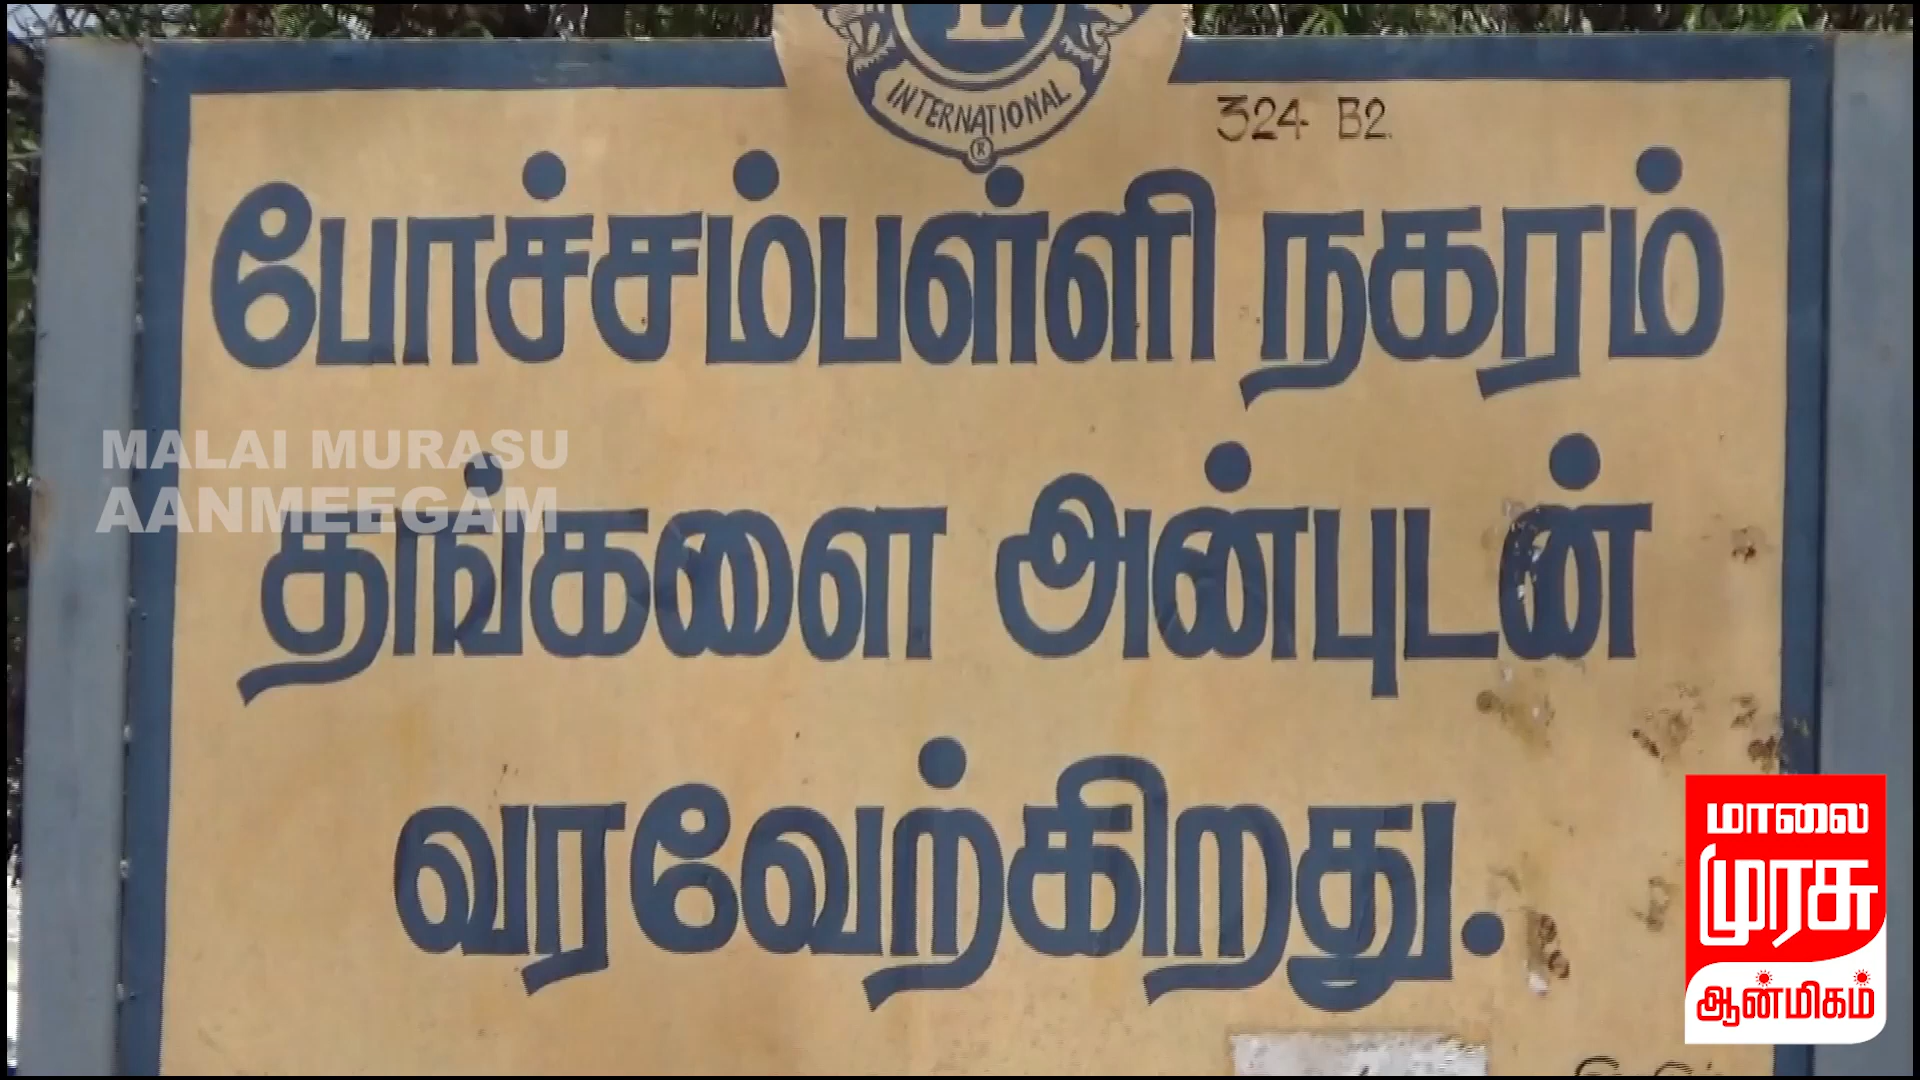 L
INTERNATIONAL
®
324 B2.
போச்சம்பள்ளி நகரம்
தங்களை அன்புடன்
வரவேற்கிறது.
MALAI MURASU
AANMEEGAM
மாலை
முரசு
ஆன்மிகம்